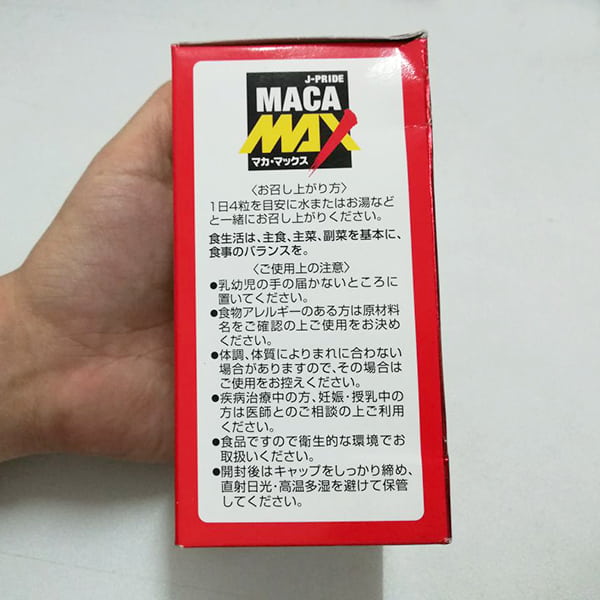 J-PRIDE
MACA
MAX
マカ・マックス
〈お召し上がり方〉
1日4粒を目安に水またはお湯など
と一緒にお召し上がりください。
食生活は、主食、主菜、副菜を基本に、
食事のバランスを。
〈ご使用上の注意〉
●乳幼児の手の届かないところに
置いてください。
●食物アレルギーのある方は原材料
名をご確認の上ご使用をお決め
ください。
●体調、体質によりまれに合わない
場合がありますので、その場合は
ご使用をお控えください。
●疾病治療中の方、妊娠・授乳中の
方は医師とのご相談の上ご利用
ください。
●食品ですので衛生的な環境でお
取扱いください。
●開封後はキャップをしっかり締め、
直射日光・高温多湿を避けて保管
してください。